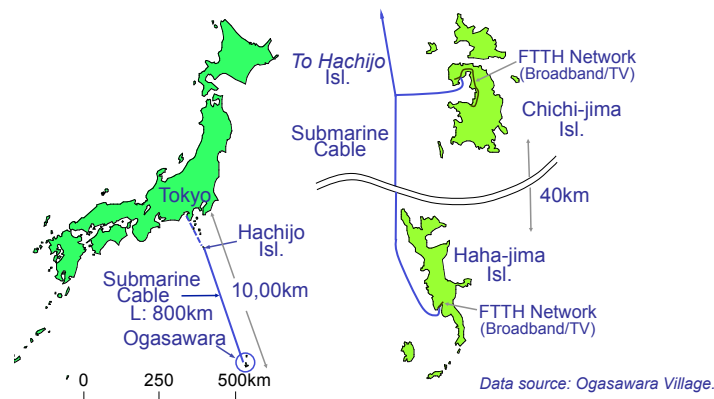 Tokyo
Hachijo
Isl.
Submarine
Cable
L: 800km
10,00km
Ogasawara
0 250 500km
To Hachijo
Isl.
FTTH Network
(Broadband/TV)
Chichi-jima
Isl.
Submarine
Cable
40km
Haha-jima
Isl.
FTTH Network
(Broadband/TV)
Data source: Ogasawara Village.